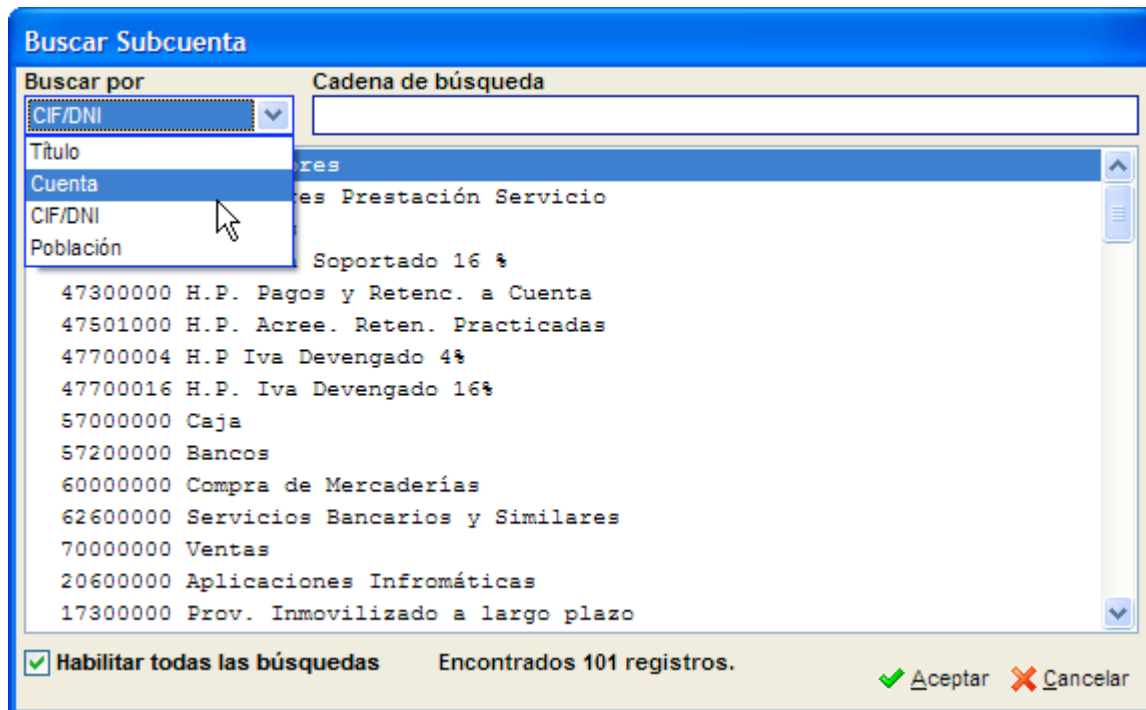 Buscar Subcuenta
Buscar por
Cadena de búsqueda
CIF/DNI
Título
Cuenta
CIF/DNI
Población
Prestación Servicio
Soportado 16 %
47300000 H.P. Pagos y Retenc. a Cuenta
47501000 H.P. Acree. Reten. Practicadas
47700004 H.P Iva Devengado 4%
47700016 H.P. Iva Devengado 16%
57000000 Caja
57200000 Bancos
60000000 Compra de Mercaderías
62600000 Servicios Bancarios y Similares
70000000 Ventas
20600000 Aplicaciones Infromáticas
17300000 Prov. Inmovilizado a largo plazo
Habilitar todas las búsquedas
Encontrados 101 registros.
Aceptar
Cancelar